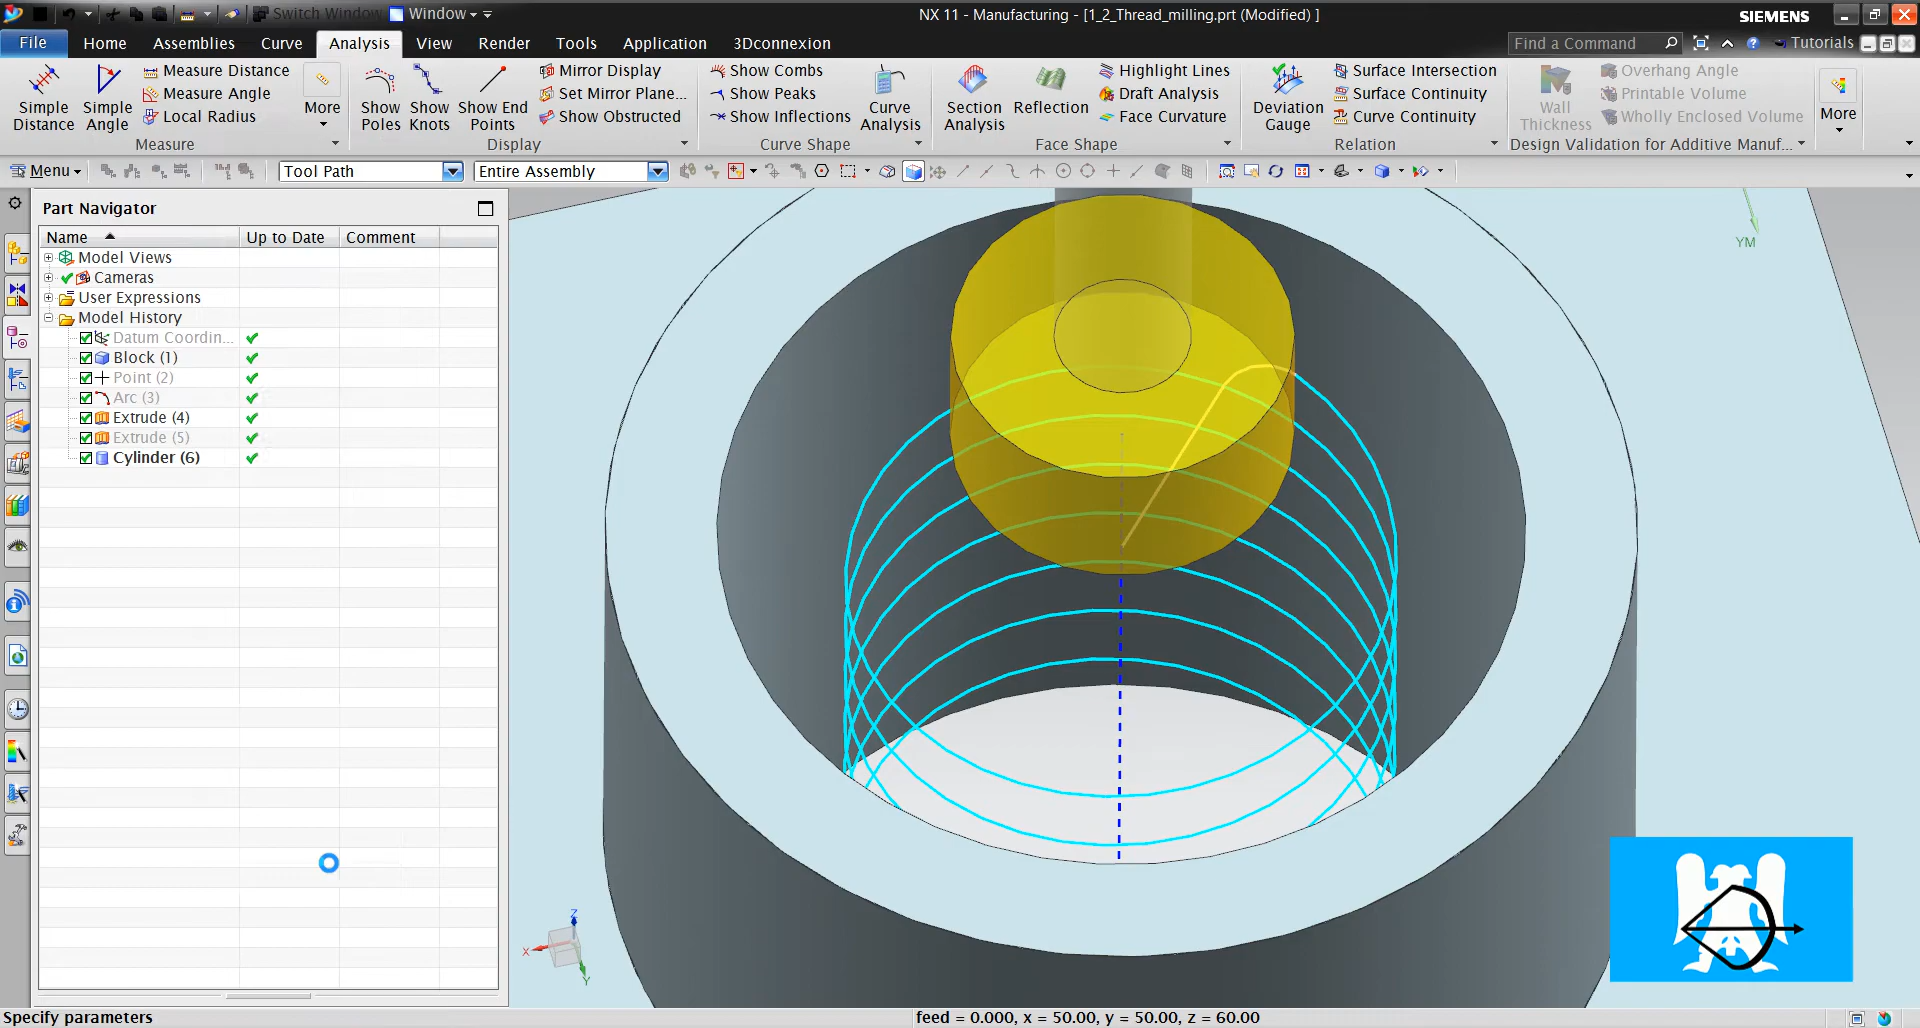 Switch Window
Window
NX 11 - Manufacturing - [1_2_Thread_milling.prt (Modified) ]
SIEMENS
File
Home
Assemblies
Curve
Analysis
View
Render
Tools
Application
3Dconnexion
Find a Command
Tutorials
Simple Distance
Simple Angle
Measure Distance
Measure Angle
Local Radius
More
Measure
Show Poles
Show Knots
Show End Points
Mirror Display
Set Mirror Plane...
Show Obstructed
Display
Show Combs
Show Peaks
Show Inflections
Curve Analysis
Curve Shape
Section Analysis
Reflection
Highlight Lines
Draft Analysis
Face Curvature
Face Shape
Deviation Gauge
Surface Intersection
Surface Continuity
Curve Continuity
Relation
Wall Thickness
Overhang Angle
Printable Volume
Wholly Enclosed Volume
Design Validation for Additive Manuf...
More
Menu
Tool Path
Entire Assembly
Part Navigator
Name
Up to Date
Comment
Model Views
Cameras
User Expressions
Model History
Datum Coordin...
Block (1)
Point (2)
Arc (3)
Extrude (4)
Extrude (5)
Cylinder (6)
YM
Z
X
Y
Specify parameters
feed = 0.000, x = 50.00, y = 50.00, z = 60.00